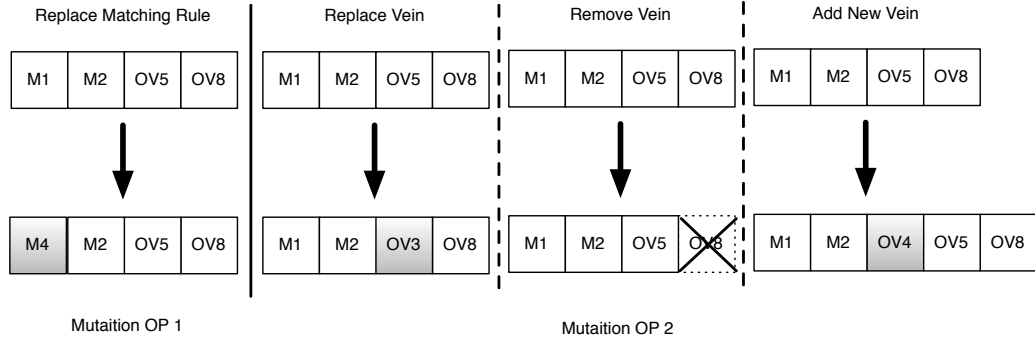 Replace Matching Rule
Replace Vein
Remove Vein
Add New Vein
M1 M2 OV5 OV8
M1 M2 OV5 OV8
M1 M2 OV5 OV8
M1 M2 OV5 OV8
M4 M2 OV5 OV8
M1 M2 OV3 OV8
M1 M2 OV5 OV8
M1 M2 OV4 OV5 OV8
Mutaition OP 1
Mutaition OP 2